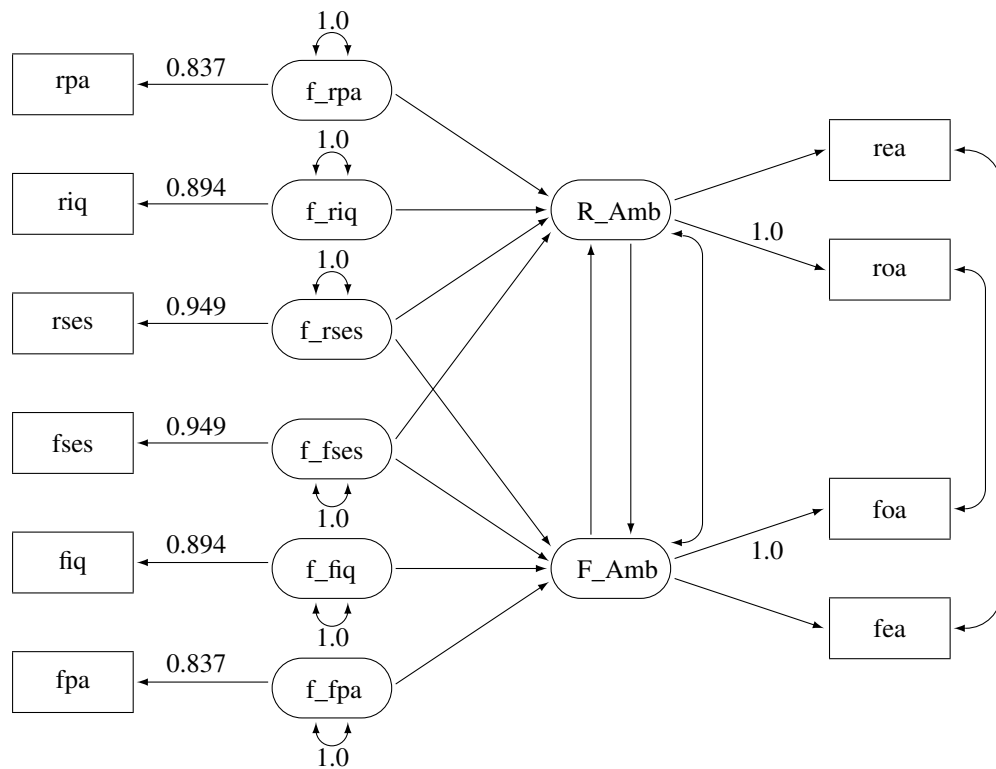 1.0
rpa
0.837
f_rpa
1.0
rea
riq
0.894
f_riq
R_Amb
1.0
1.0
roa
rses
0.949
f_rses
fses
0.949
f_fses
1.0
foa
fiq
0.894
f_fiq
F_Amb
1.0
1.0
fea
fpa
0.837
f_fpa
1.0